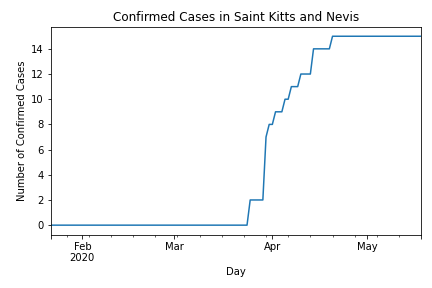 Confirmed Cases in Saint Kitts and Nevis
Number of Confirmed Cases
14
12
10
8
6
4
2
0
Feb Mar Apr May
2020
Day